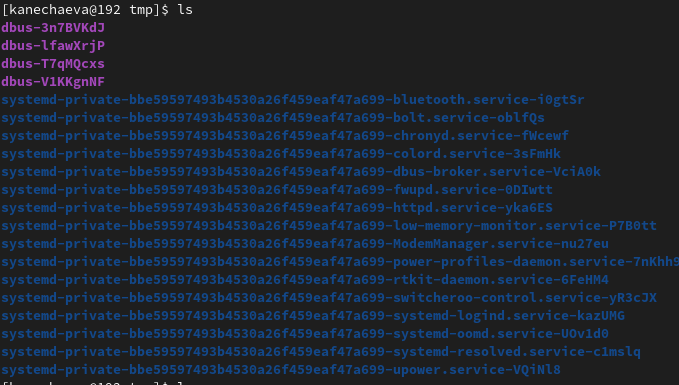 [kanechaeva@192 tmp]$ ls
dbus-3n7BVKdJ
dbus-lfawXrjP
dbus-T7qMQcxs
dbus-V1KKgnNF
systemd-private-bbe59597493b4530a26f459eaf47a699-bluetooth.service-i0gtSr
systemd-private-bbe59597493b4530a26f459eaf47a699-bolt.service-oblfQs
systemd-private-bbe59597493b4530a26f459eaf47a699-chronyd.service-fWcewf
systemd-private-bbe59597493b4530a26f459eaf47a699-colord.service-3sFmHk
systemd-private-bbe59597493b4530a26f459eaf47a699-dbus-broker.service-VciA0k
systemd-private-bbe59597493b4530a26f459eaf47a699-fwupd.service-0DIwtt
systemd-private-bbe59597493b4530a26f459eaf47a699-httpd.service-yka6ES
systemd-private-bbe59597493b4530a26f459eaf47a699-low-memory-monitor.service-P7B0tt
systemd-private-bbe59597493b4530a26f459eaf47a699-ModemManager.service-nu27eu
systemd-private-bbe59597493b4530a26f459eaf47a699-power-profiles-daemon.service-7nKhh9
systemd-private-bbe59597493b4530a26f459eaf47a699-rtkit-daemon.service-6FeHM4
systemd-private-bbe59597493b4530a26f459eaf47a699-switcheroo-control.service-yR3cJX
systemd-private-bbe59597493b4530a26f459eaf47a699-systemd-logind.service-kazUMG
systemd-private-bbe59597493b4530a26f459eaf47a699-systemd-oomd.service-UOv1d0
systemd-private-bbe59597493b4530a26f459eaf47a699-systemd-resolved.service-c1mslq
systemd-private-bbe59597493b4530a26f459eaf47a699-upower.service-VQiNl8